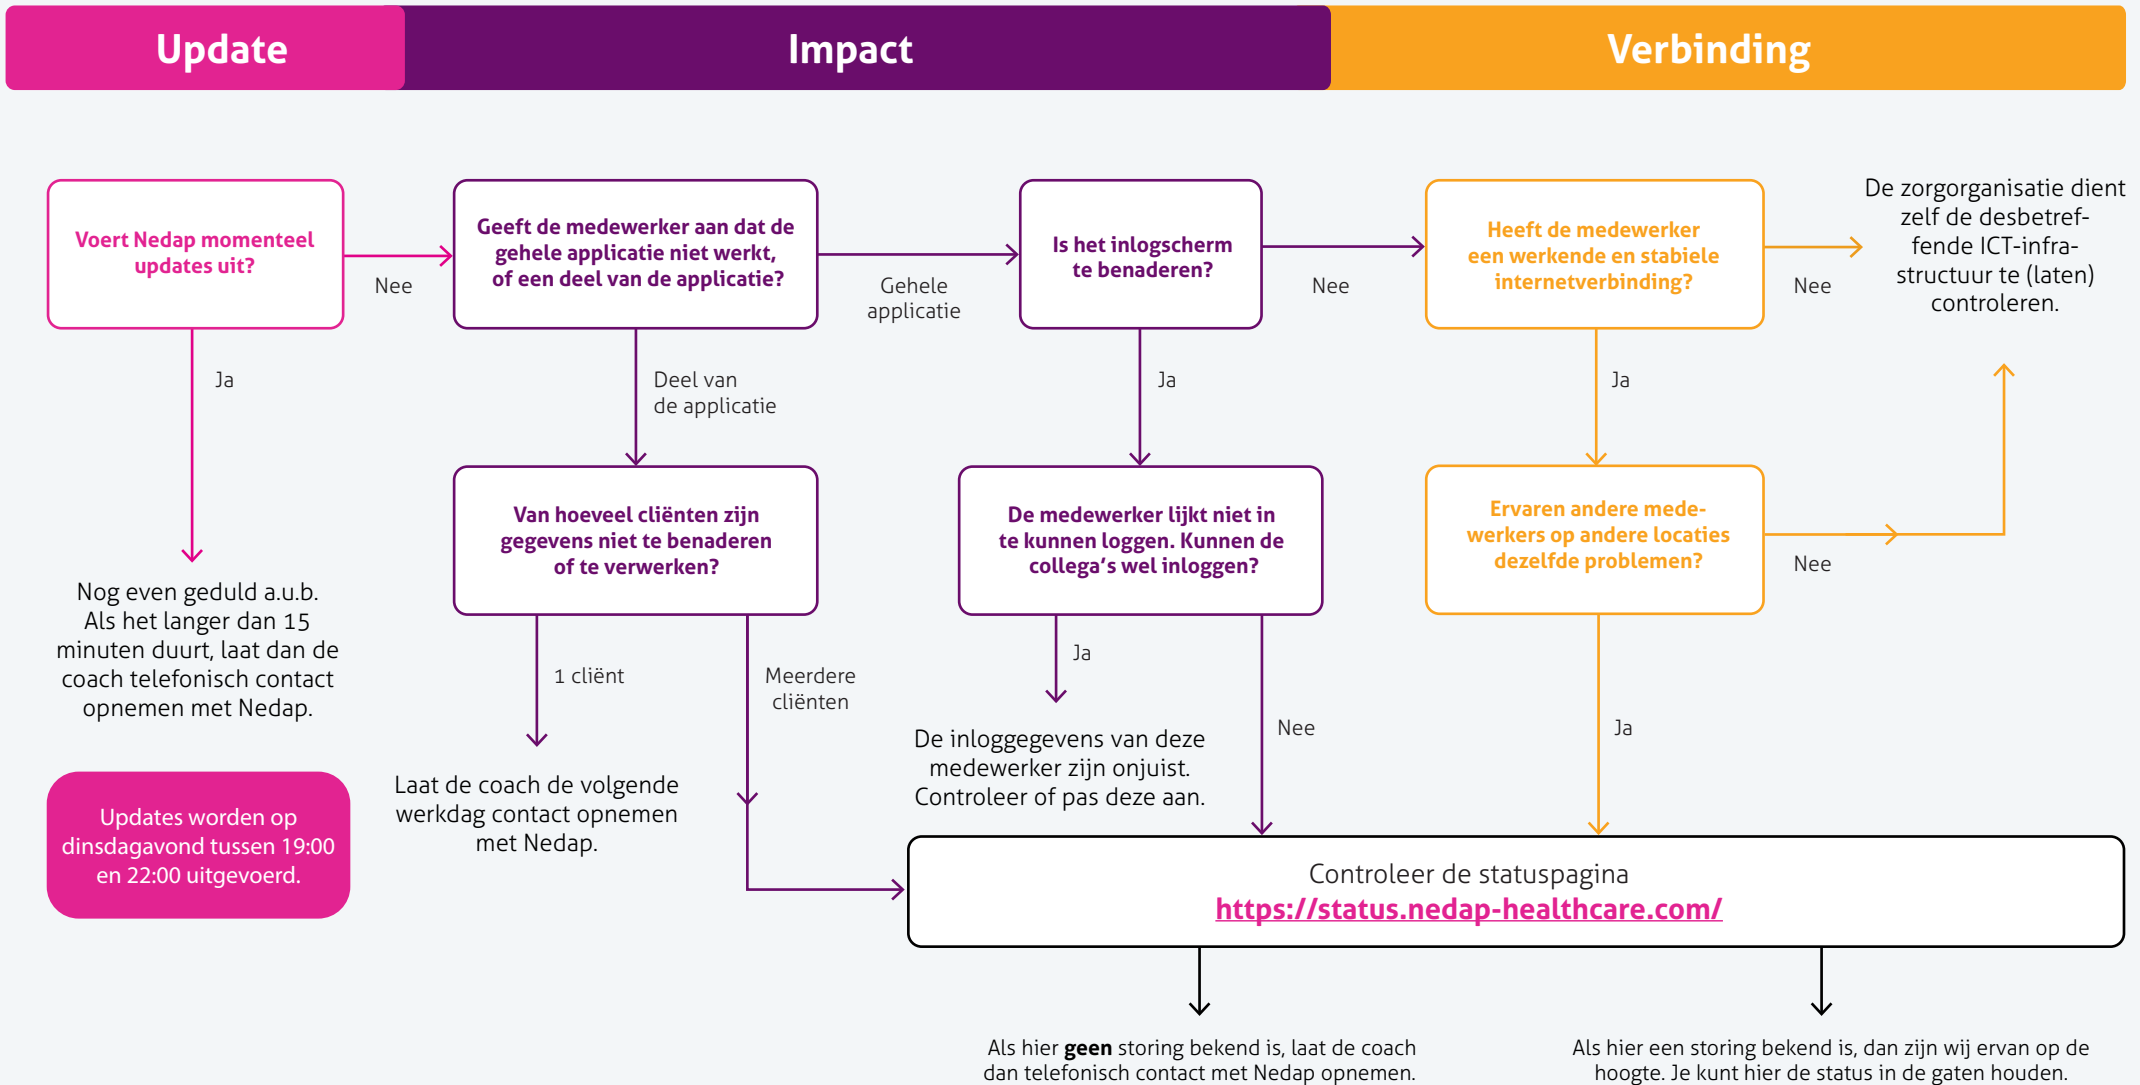 Update
Impact
Verbinding
Voert Nedap momenteel
updates uit?
Nee
Ja
Nog even geduld a.u.b.
Als het langer dan 15
minuten duurt, laat dan de
coach telefonisch contact
opnemen met Nedap.
Updates worden op
dinsdagavond tussen 19:00
en 22:00 uitgevoerd.
Geeft de medewerker aan dat de
gehele applicatie niet werkt,
of een deel van de applicatie?
Gehele
applicatie
Deel van
de applicatie
Van hoeveel cliënten zijn
gegevens niet te benaderen
of te verwerken?
1 cliënt
Meerdere
cliënten
Laat de coach de volgende
werkdag contact opnemen
met Nedap.
Is het inlogscherm
te benaderen?
Nee
Ja
De medewerker lijkt niet in
te kunnen loggen. Kunnen de
collega's wel inloggen?
Ja
Nee
De inloggegevens van deze
medewerker zijn onjuist.
Controleer of pas deze aan.
Heeft de medewerker
een werkende en stabiele
internetverbinding?
Nee
Ja
De zorgorganisatie dient
zelf de desbetref-
fende ICT-infra-
structuur te (laten)
controleren.
Ervaren andere mede-
werkers op andere locaties
dezelfde problemen?
Nee
Ja
Controleer de statuspagina
https://status.nedap-healthcare.com/
Als hier geen storing bekend is, laat de coach
dan telefonisch contact met Nedap opnemen.
Als hier een storing bekend is, dan zijn wij ervan op de
hoogte. Je kunt hier de status in de gaten houden.